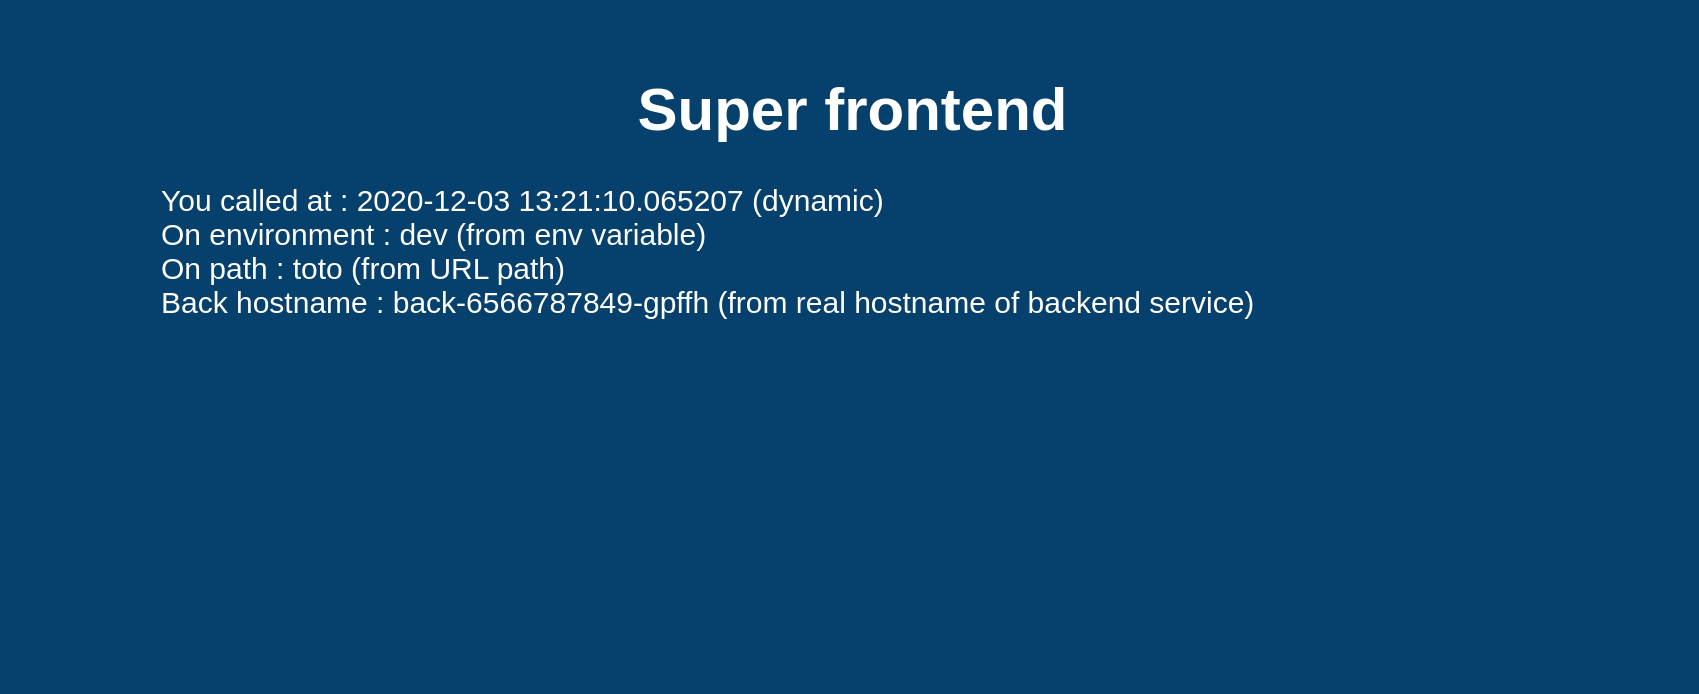 Super frontend
You called at : 2020-12-03 13:21:10.065207 (dynamic)
On environment : dev (from env variable)
On path : toto (from URL path)
Back hostname : back-6566787849-gpffh (from real hostname of backend service)